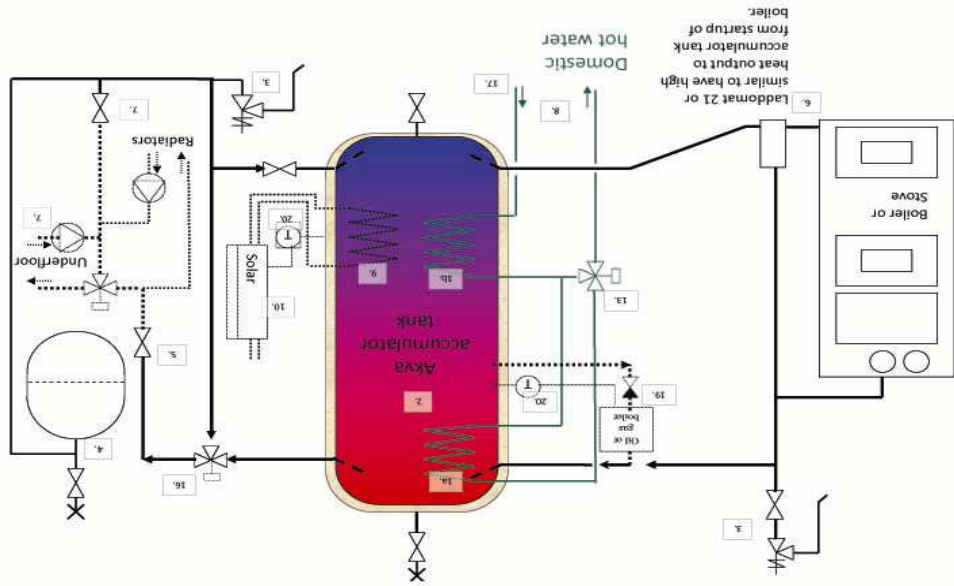 3.
16.
1a.
4.
Oil or
gas
boiler
19.
2.
20.
T
5.
Akva
accumulator
tank
13.
10.
Solar
1b.
9.
Underfloor
7.
Boiler or
Stove
20.
T
Radiators
7.
6.
8.
17.
3.
Domestic
hot water
Laddomat 21 or
similar to have high
heat output to
accumulator tank
from startup of
boiler.